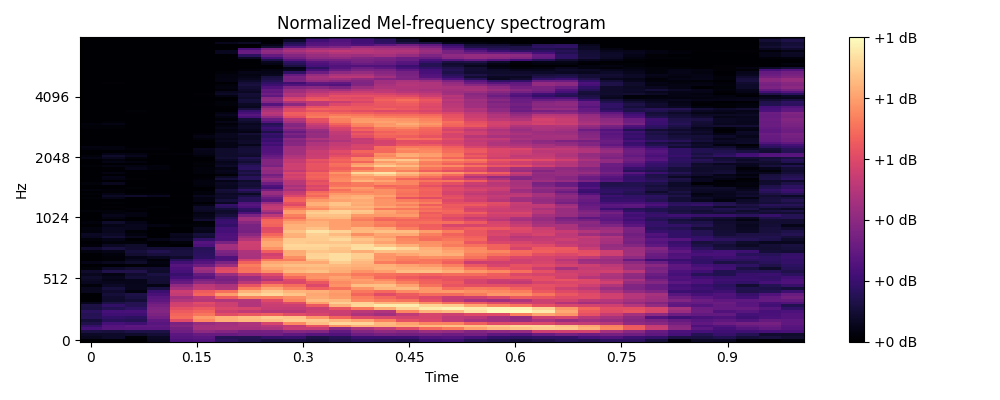 Normalized Mel-frequency spectrogram
Hz
4096
2048
1024
512
0
0 0.15 0.3 0.45 0.6 0.75 0.9
Time
+1 dB
+1 dB
+1 dB
+0 dB
+0 dB
+0 dB